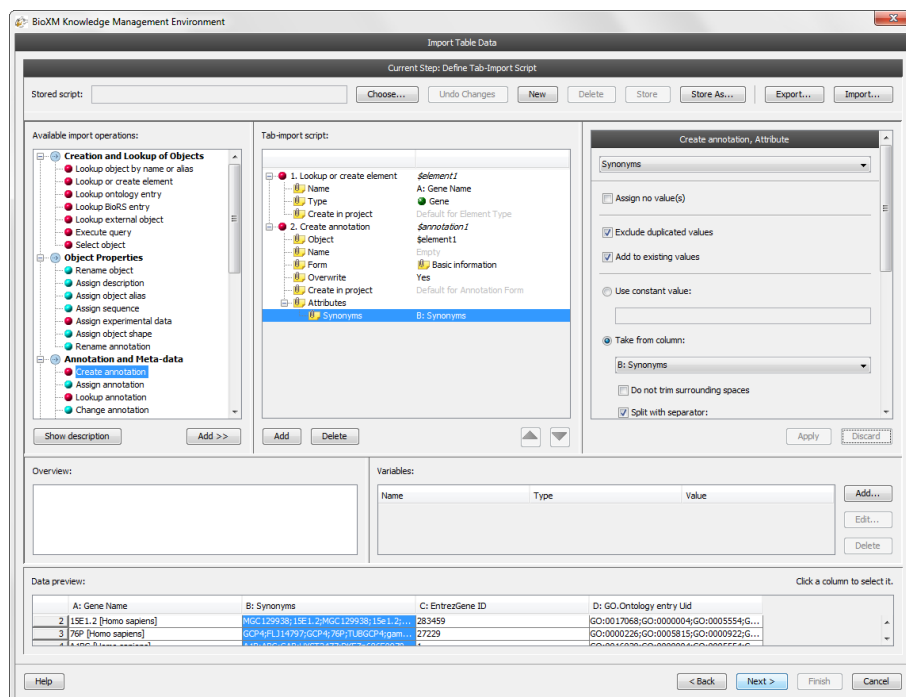 BioXM Knowledge Management Environment
Import Table Data
Current Step: Define Tab-Import Script
Stored script:
Choose...
Undo Changes
New
Delete
Store
Store As...
Export...
Import...
Available import operations:
Creation and Lookup of Objects
Lookup object by name or alias
Lookup or create element
Lookup ontology entry
Lookup BioRS entry
Lookup external object
Execute query
Select object
Object Properties
Rename object
Assign description
Assign object alias
Assign sequence
Assign experimental data
Assign object shape
Rename annotation
Annotation and Meta-data
Create annotation
Assign annotation
Lookup annotation
Change annotation
Show description
Add >>
Tab-import script:
1. Lookup or create element $element1
Name A: Gene Name
Type Gene
Create in project Default for Element Type
2. Create annotation $annotation1
Object $element1
Name Empty
Form Basic information
Overwrite Yes
Create in project Default for Annotation Form
Attributes
Synonyms B: Synonyms
Add
Delete
Create annotation, Attribute
Synonyms
Assign no value(s)
Exclude duplicated values
Add to existing values
Use constant value:
Take from column:
B: Synonyms
Do not trim surrounding spaces
Split with separator:
Apply
Discard
Overview:
Variables:
Name Type Value
Add...
Edit...
Delete
Data preview:
Click a column to select it.
A: Gene Name B: Synonyms C: EntrezGene ID D: GO.Ontology entry Uid
2 15E1.2 [Homo sapiens] MGC129938;15E1.2;MGC129938;15e1.2;... 283459 GO:0017068;GO:0000004;GO:0005554;G...
3 76P [Homo sapiens] GCP4;FLJ14797;GCP4;76P;TUBGCP4;gam... 27229 GO:0000226;GO:0005815;GO:0000922;G...
Help
< Back
Next >
Finish
Cancel